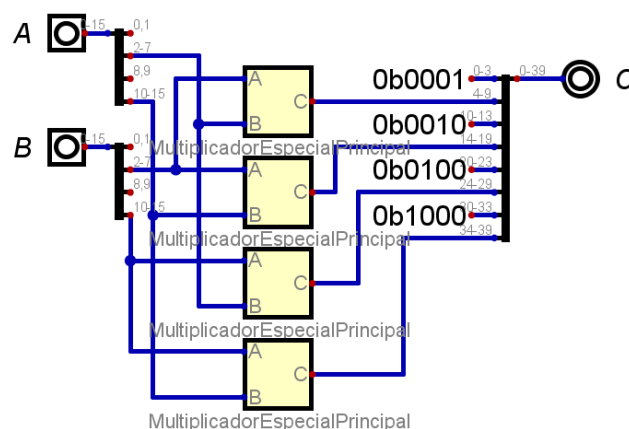 A
-15
0,1
2-7
8,9
10-15
B
-15
0,1
2-7
8,9
10-15
A
B
C
MultiplicadorEspecialPrincipal
A
B
C
MultiplicadorEspecialPrincipal
A
B
C
MultiplicadorEspecialPrincipal
A
B
C
MultiplicadorEspecialPrincipal
0b0001
0-3
4-9
0b0010
10-13
14-19
0b0100
20-23
24-29
0b1000
30-33
34-39
0-39